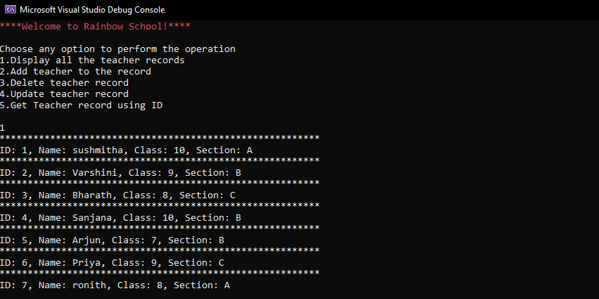 Microsoft Visual Studio Debug Console
****Welcome to Rainbow School!****
Choose any option to perform the operation
1.Display all the teacher records
2.Add teacher to the record
3.Delete teacher record
4.Update teacher record
5.Get Teacher record using ID
1
*********************************************************
ID: 1, Name: sushmitha, Class: 10, Section: A
*********************************************************
ID: 2, Name: Varshini, Class: 9, Section: B
*********************************************************
ID: 3, Name: Bharath, Class: 8, Section: C
*********************************************************
ID: 4, Name: Sanjana, Class: 10, Section: B
*********************************************************
ID: 5, Name: Arjun, Class: 7, Section: B
*********************************************************
ID: 6, Name: Priya, Class: 9, Section: C
*********************************************************
ID: 7, Name: ronith, Class: 8, Section: A